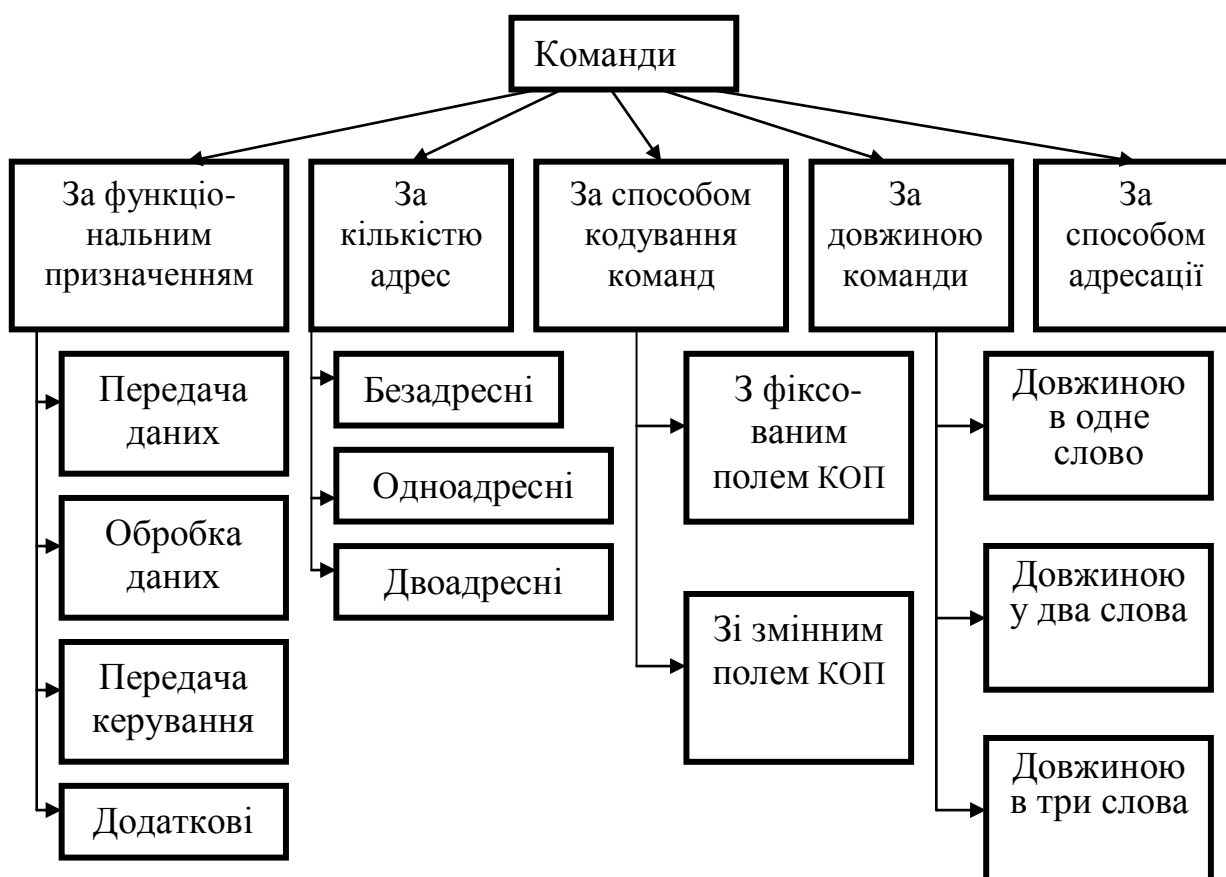 Команди
За функціо-
нальним
призначенням
За
кількістю
адрес
За способом
кодування
команд
За
довжиною
команди
За
способом
адресації
Передача
даних
Обробка
даних
Передача
керування
Додаткові
Безадресні
Одноадресні
Двоадресні
З фіксо-
ваним
полем КОП
Зі змінним
полем КОП
Довжиною
в одне
слово
Довжиною
у два слова
Довжиною
в три слова